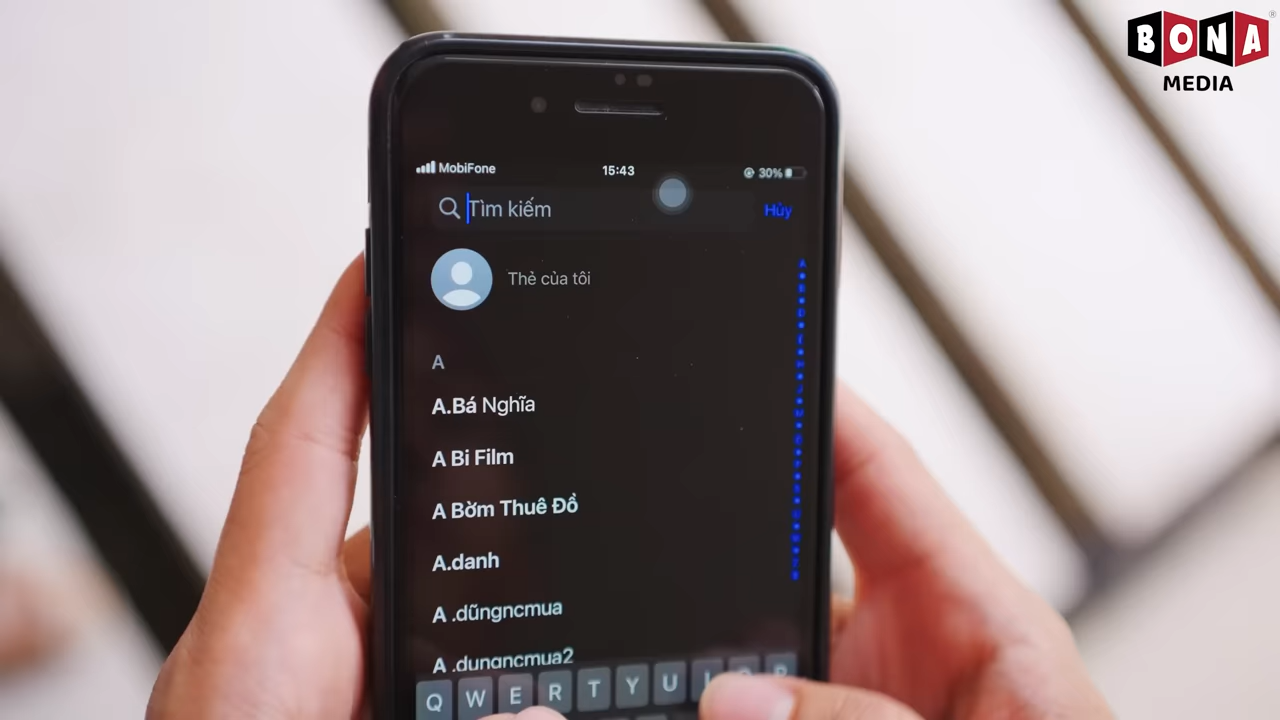 BONA
®
MEDIA
MobiFone 15:43 30%
Tìm kiếm Hủy
Thẻ của tôi
A
A.Bá Nghĩa
A Bi Film
A Bờm Thuê Đồ
A.danh
A .dũngncmua
A .dungncmua2
Q W E R T Y U